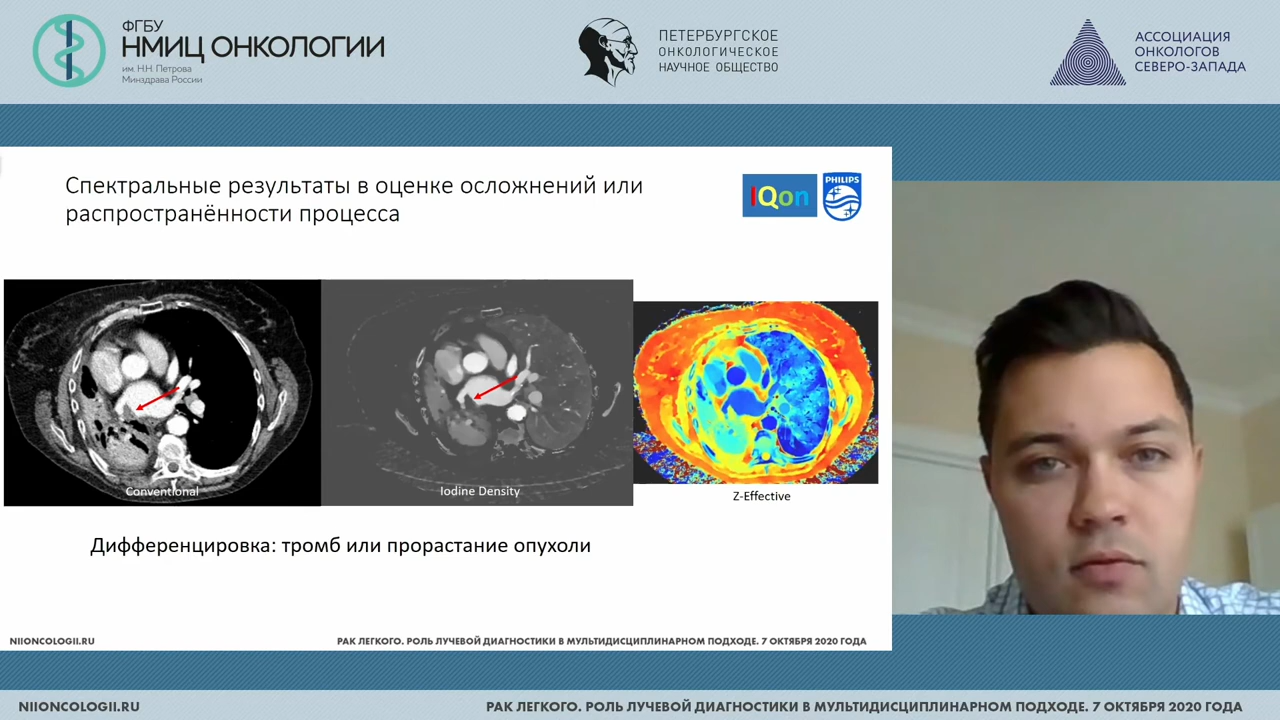 ФГБУ
НМИЦ ОНКОЛОГИИ
им. Н.Н. Петрова
Минздрава России
ПЕТЕРБУРГСКОЕ
ОНКОЛОГИЧЕСКОЕ
НАУЧНОЕ ОБЩЕСТВО
АССОЦИАЦИЯ
ОНКОЛОГОВ
СЕВЕРО-ЗАПАДА
Спектральные результаты в оценке осложнений или
распространённости процесса
IQon
PHILIPS
Conventional
Iodine Density
Z-Effective
Дифференцировка: тромб или прорастание опухоли
NIIONCOLOGII.RU
РАК ЛЕГКОГО. РОЛЬ ЛУЧЕВОЙ ДИАГНОСТИКИ В МУЛЬТИДИСЦИПЛИНАРНОМ ПОДХОДЕ. 7 ОКТЯБРЯ 2020 ГОДА
NIIONCOLOGII.RU
РАК ЛЕГКОГО. РОЛЬ ЛУЧЕВОЙ ДИАГНОСТИКИ В МУЛЬТИДИСЦИПЛИНАРНОМ ПОДХОДЕ. 7 ОКТЯБРЯ 2020 ГОДА